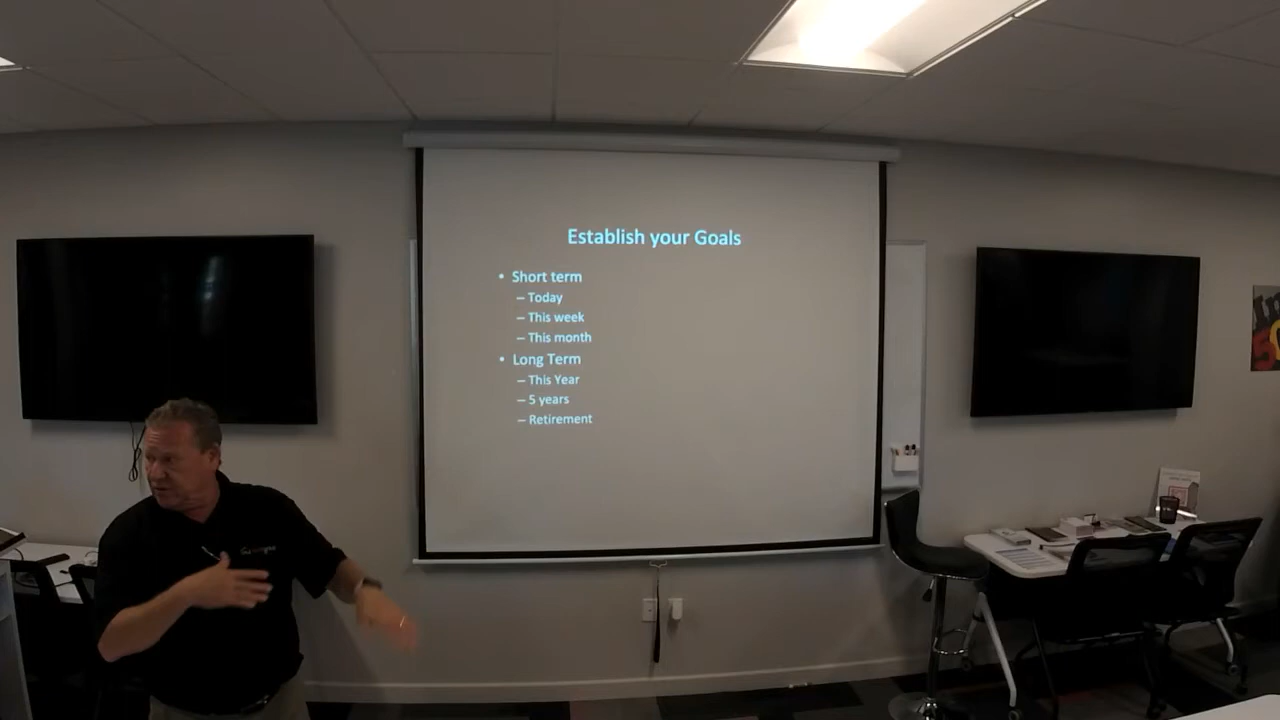 Establish your Goals
• Short term
– Today
– This week
– This month
• Long Term
– This Year
– 5 years
– Retirement